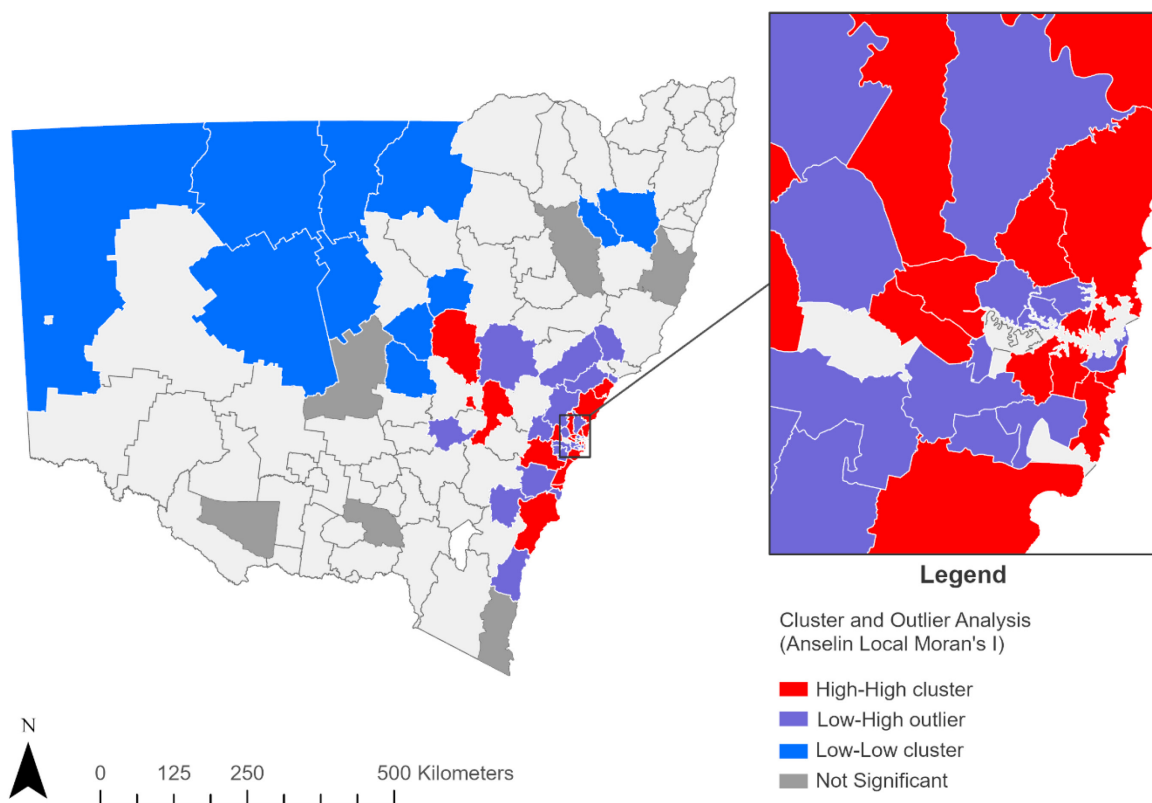 Legend
Cluster and Outlier Analysis
(Anselin Local Moran's I)
High-High cluster
Low-High outlier
Low-Low cluster
Not Significant
N
0 125 250 500 Kilometers